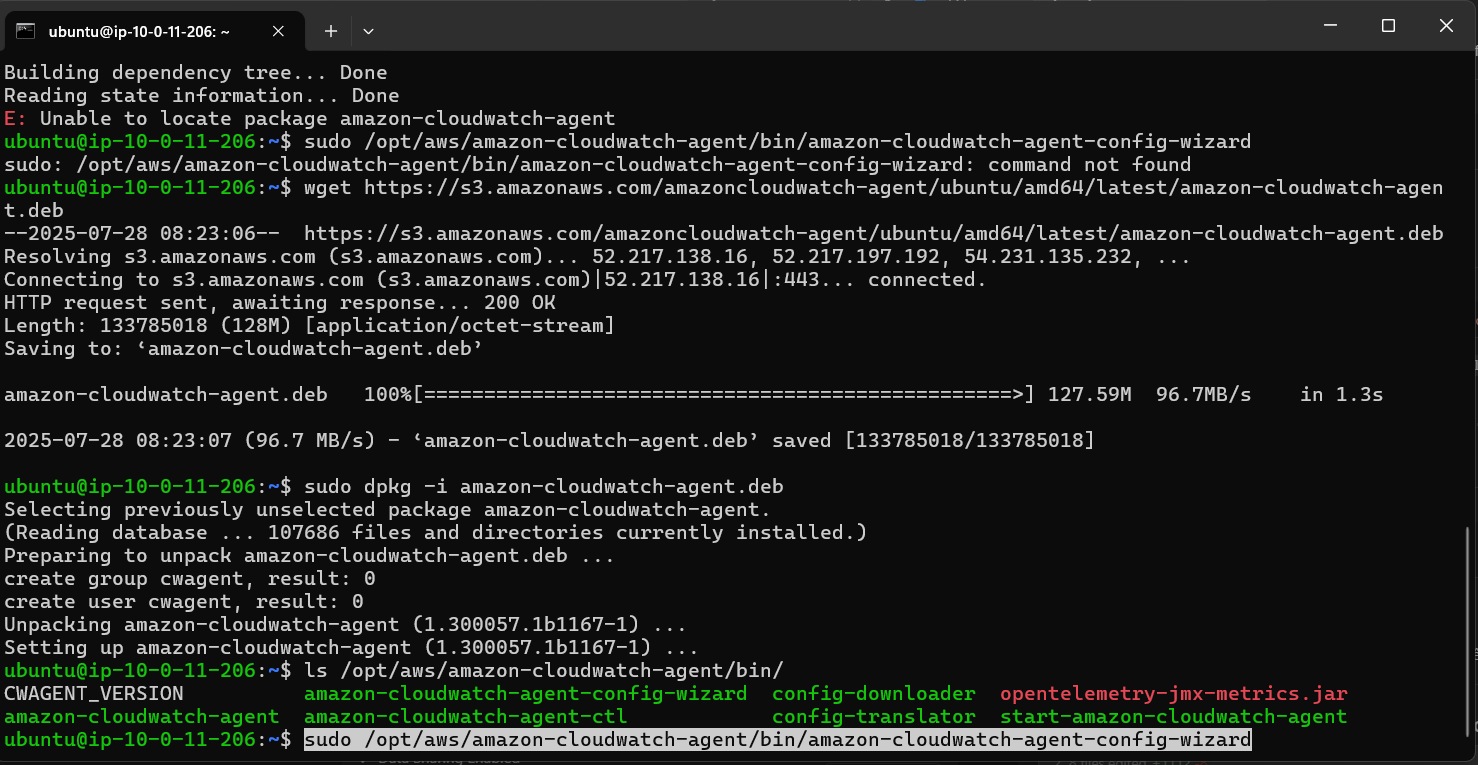 ubuntu@ip-10-0-11-206: ~
Building dependency tree... Done
Reading state information... Done
E: Unable to locate package amazon-cloudwatch-agent
ubuntu@ip-10-0-11-206:~$ sudo /opt/aws/amazon-cloudwatch-agent/bin/amazon-cloudwatch-agent-config-wizard
sudo: /opt/aws/amazon-cloudwatch-agent/bin/amazon-cloudwatch-agent-config-wizard: command not found
ubuntu@ip-10-0-11-206:~$ wget https://s3.amazonaws.com/amazoncloudwatch-agent/ubuntu/amd64/latest/amazon-cloudwatch-agen
t.deb
--2025-07-28 08:23:06--  https://s3.amazonaws.com/amazoncloudwatch-agent/ubuntu/amd64/latest/amazon-cloudwatch-agent.deb
Resolving s3.amazonaws.com (s3.amazonaws.com)... 52.217.138.16, 52.217.197.192, 54.231.135.232, ...
Connecting to s3.amazonaws.com (s3.amazonaws.com)|52.217.138.16|:443... connected.
HTTP request sent, awaiting response... 200 OK
Length: 133785018 (128M) [application/octet-stream]
Saving to: ‘amazon-cloudwatch-agent.deb’
amazon-cloudwatch-agent.deb   100%[=================================================>] 127.59M  96.7MB/s    in 1.3s
2025-07-28 08:23:07 (96.7 MB/s) - ‘amazon-cloudwatch-agent.deb’ saved [133785018/133785018]
ubuntu@ip-10-0-11-206:~$ sudo dpkg -i amazon-cloudwatch-agent.deb
Selecting previously unselected package amazon-cloudwatch-agent.
(Reading database ... 107686 files and directories currently installed.)
Preparing to unpack amazon-cloudwatch-agent.deb ...
create group cwagent, result: 0
create user cwagent, result: 0
Unpacking amazon-cloudwatch-agent (1.300057.1b1167-1) ...
Setting up amazon-cloudwatch-agent (1.300057.1b1167-1) ...
ubuntu@ip-10-0-11-206:~$ ls /opt/aws/amazon-cloudwatch-agent/bin/
CWAGENT_VERSION          amazon-cloudwatch-agent-config-wizard  config-downloader  opentelemetry-jmx-metrics.jar
amazon-cloudwatch-agent  amazon-cloudwatch-agent-ctl            config-translator  start-amazon-cloudwatch-agent
ubuntu@ip-10-0-11-206:~$ sudo /opt/aws/amazon-cloudwatch-agent/bin/amazon-cloudwatch-agent-config-wizard